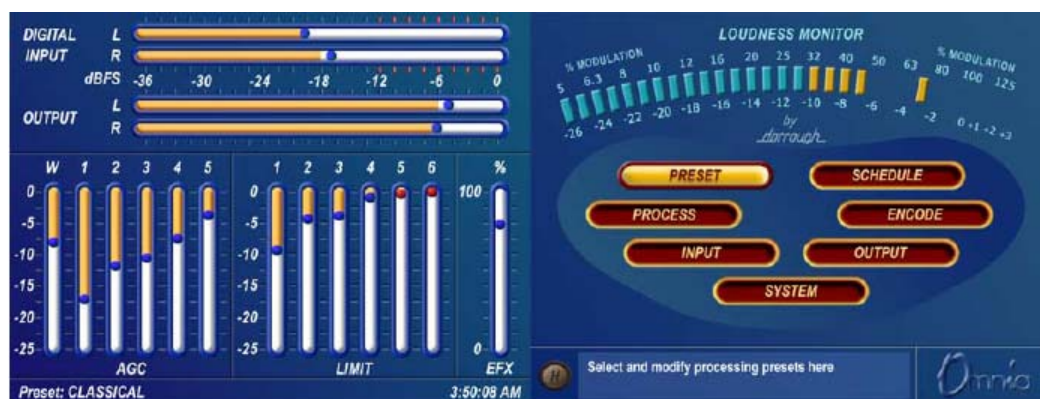 DIGITAL L
INPUT R
dBFS -36 -30 -24 -18 -12 -6 0
L
OUTPUT
R
W 1 2 3 4 5
0
-5
-10
-15
-20
-25
AGC
1 2 3 4 5 6
0
-5
-10
-15
-20
-25
LIMIT
%
100
0
EFX
Preset: CLASSICAL 3:50:08 AM
LOUDNESS MONITOR
% MODULATION % MODULATION
5 6.3 8 10 12 16 20 25 32 40 50 63 80 100 125
-26 -24 -22 -20 -18 -16 -14 -12 -10 -8 -6 -4 -2 0 +1 +2 +3
by
dorrough
PRESET SCHEDULE
PROCESS ENCODE
INPUT OUTPUT
SYSTEM
H Select and modify processing presets here
Omnia